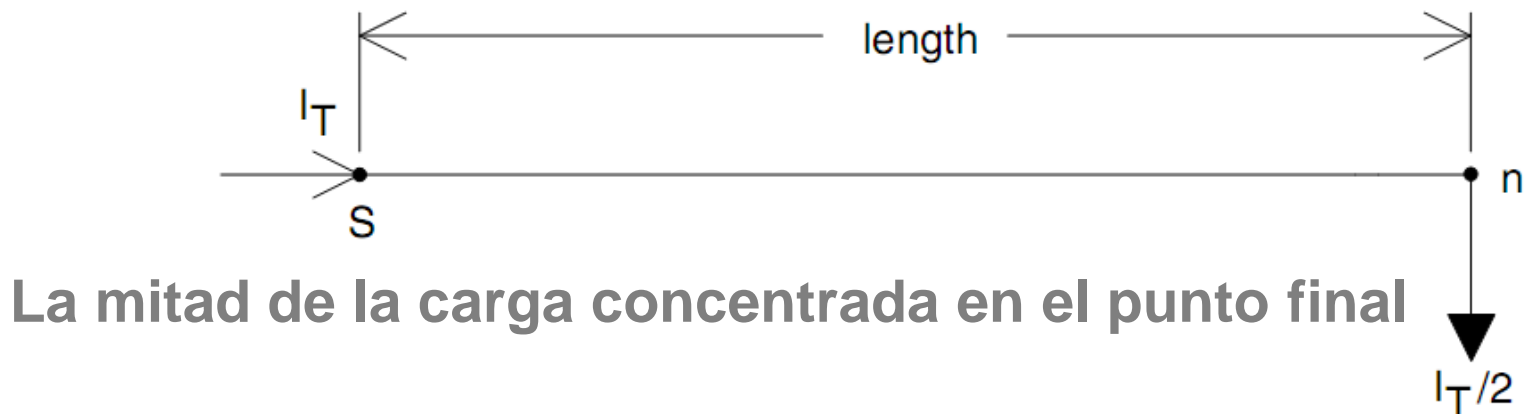 length
I_T
n
S
La mitad de la carga concentrada en el punto final
I_T/2